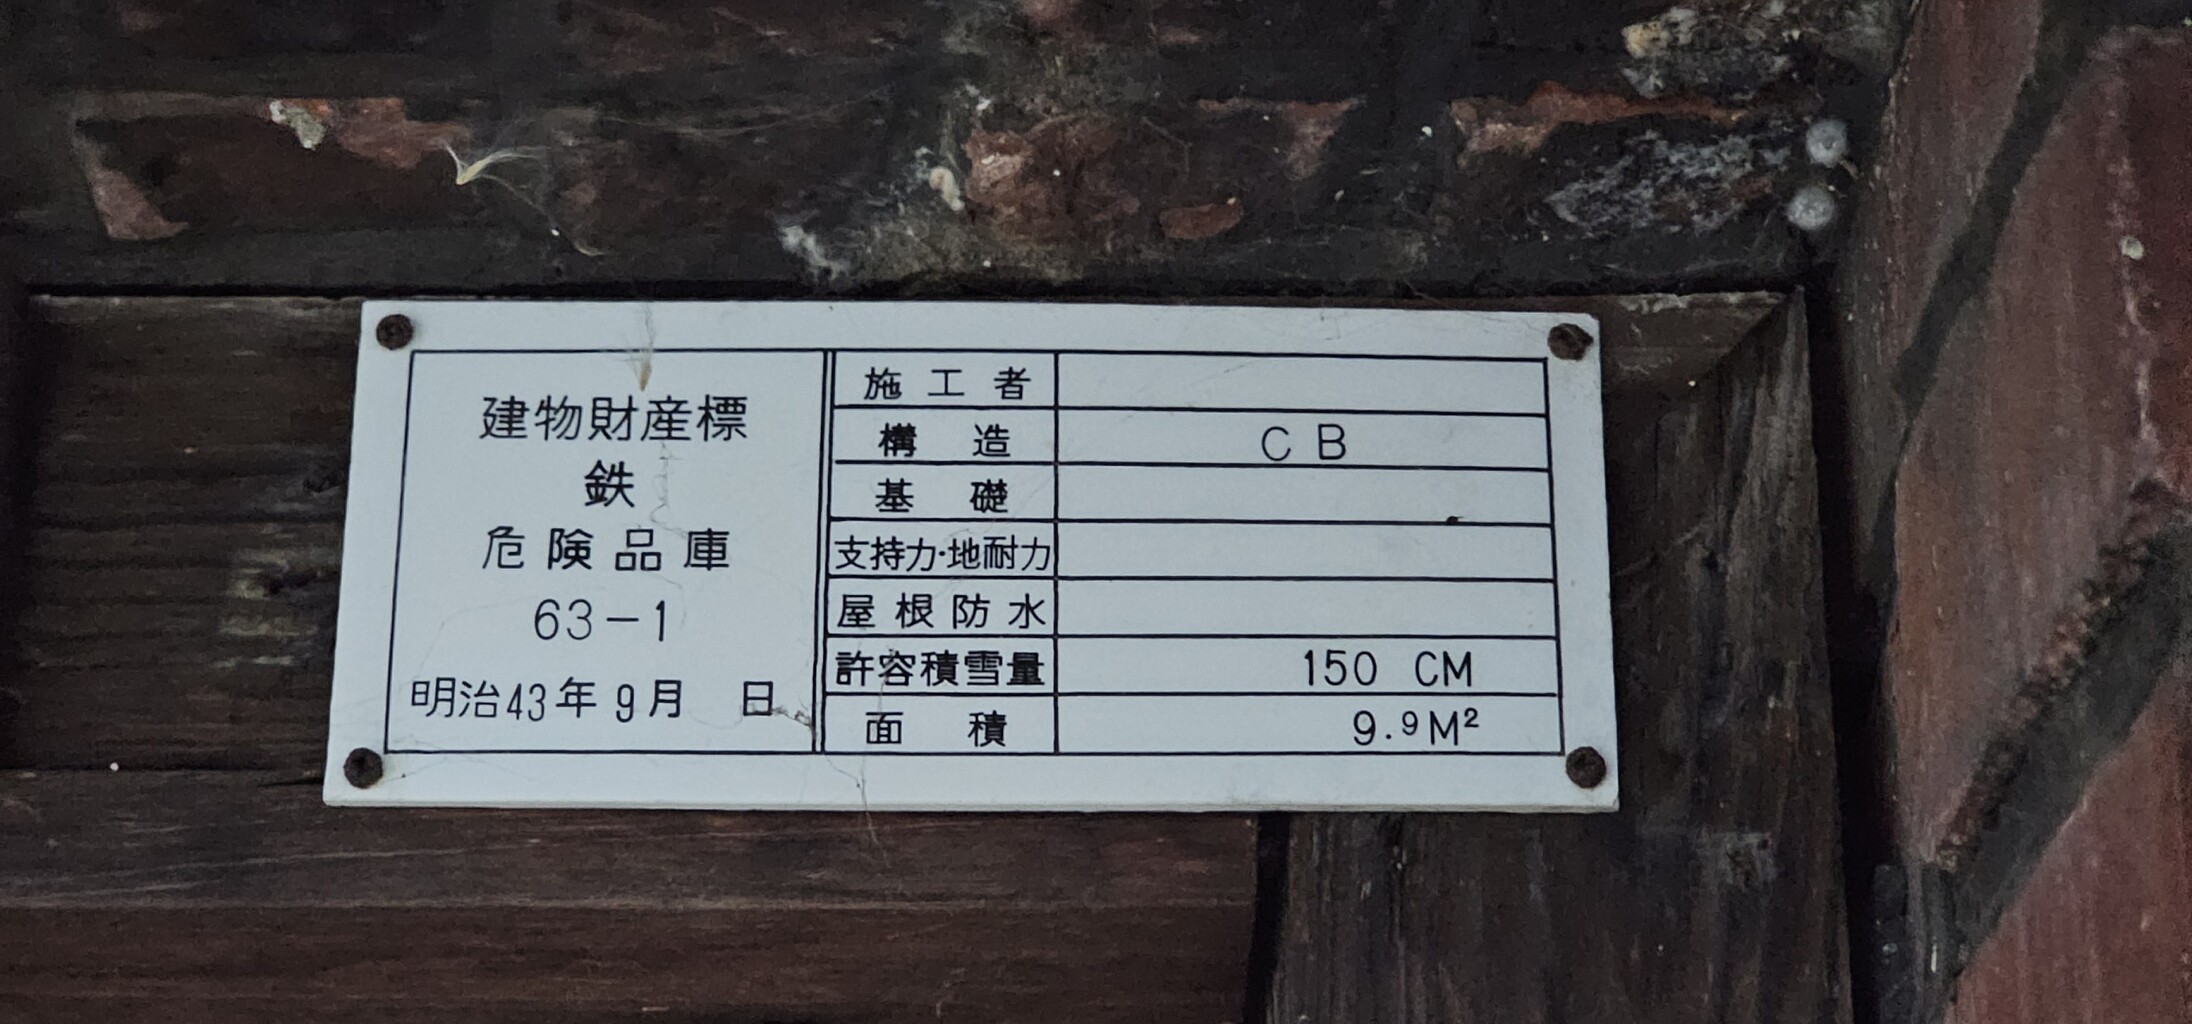 建物財産標
鉄
危険品庫
63-1
明治43年9月 日
施工者
構造 CB
基礎
支持力・地耐力
屋根防水
許容積雪量 150 CM
面積 9.9M²